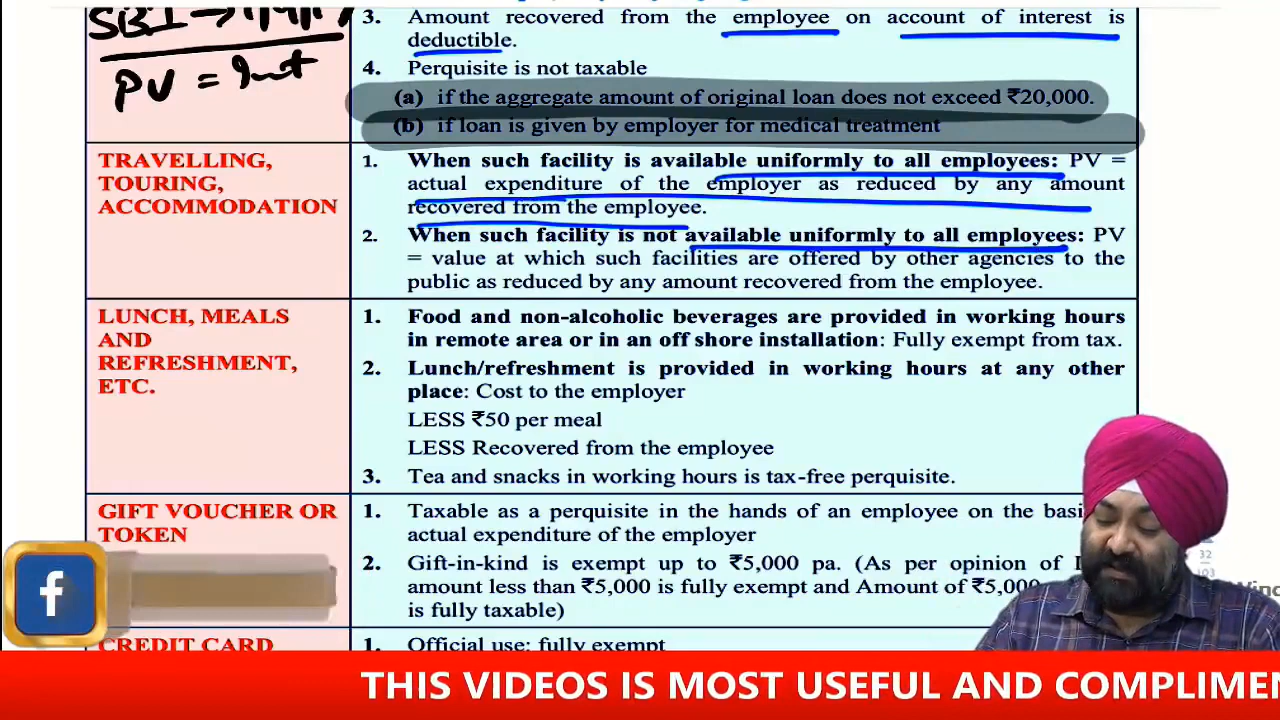 SBI →
PV = Int
3. Amount recovered from the employee on account of interest is
deductible.
4. Perquisite is not taxable
(a) if the aggregate amount of original loan does not exceed ₹20,000.
(b) if loan is given by employer for medical treatment
TRAVELLING,
TOURING,
ACCOMMODATION
1. When such facility is available uniformly to all employees: PV =
actual expenditure of the employer as reduced by any amount
recovered from the employee.
2. When such facility is not available uniformly to all employees: PV
= value at which such facilities are offered by other agencies to the
public as reduced by any amount recovered from the employee.
LUNCH, MEALS
AND
REFRESHMENT,
ETC.
1. Food and non-alcoholic beverages are provided in working hours
in remote area or in an off shore installation: Fully exempt from tax.
2. Lunch/refreshment is provided in working hours at any other
place: Cost to the employer
LESS ₹50 per meal
LESS Recovered from the employee
3. Tea and snacks in working hours is tax-free perquisite.
GIFT VOUCHER OR
TOKEN
1. Taxable as a perquisite in the hands of an employee on the basi
actual expenditure of the employer
2. Gift-in-kind is exempt up to ₹5,000 pa. (As per opinion of
amount less than ₹5,000 is fully exempt and Amount of ₹5,000
is fully taxable)
32
103
Winc
f
CREDIT CARD
1. Official use: fully exempt
THIS VIDEOS IS MOST USEFUL AND COMPLIME